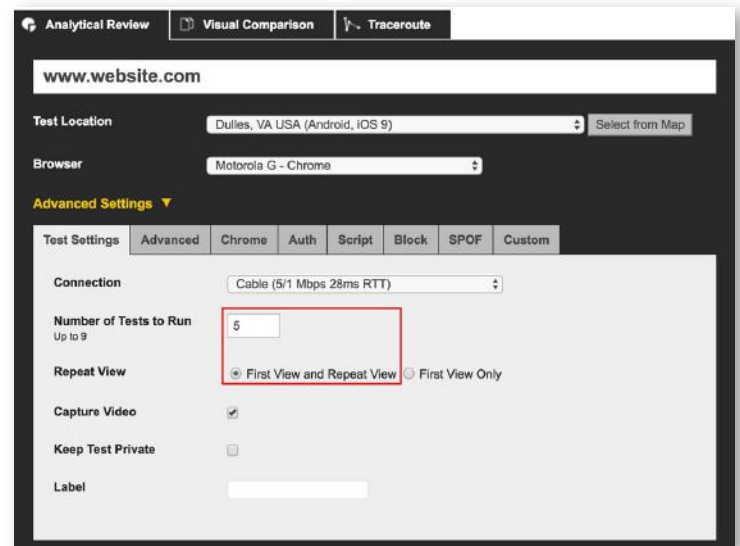 Analytical Review Visual Comparison Traceroute
www.website.com
Test Location Dulles, VA USA (Android, iOS 9) Select from Map
Browser Motorola G - Chrome
Advanced Settings ▼
Test Settings Advanced Chrome Auth Script Block SPOF Custom
Connection Cable (5/1 Mbps 28ms RTT)
Number of Tests to Run 5
Up to 9
Repeat View First View and Repeat View First View Only
Capture Video
Keep Test Private
Label